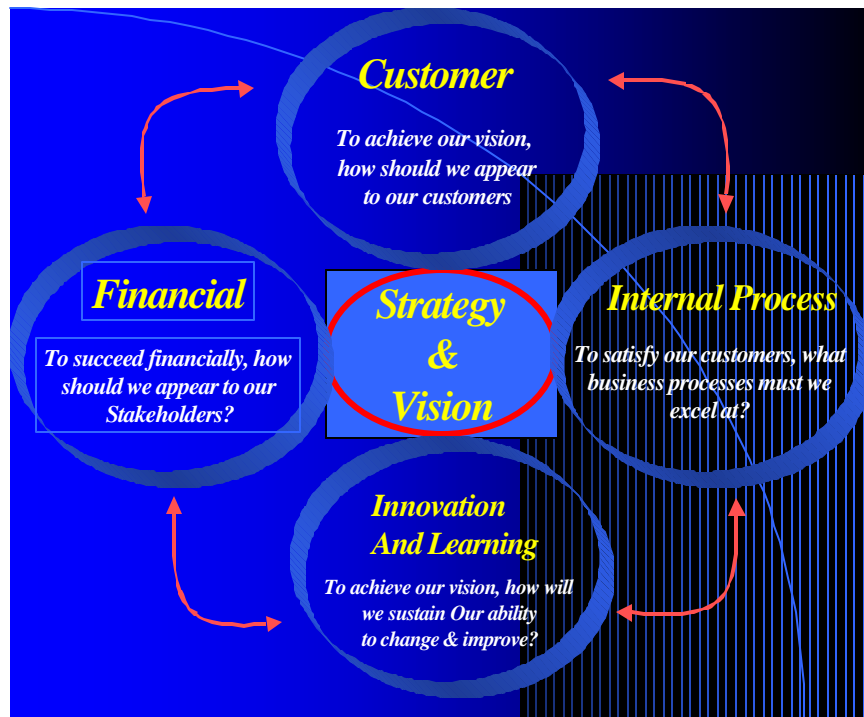 Customer
To achieve our vision,
how should we appear
to our customers
Financial
To succeed financially, how
should we appear to our
Stakeholders?
Strategy
&
Vision
Internal Process
To satisfy our customers, what
business processes must we
excel at?
Innovation
And Learning
To achieve our vision, how will
we sustain Our ability
to change & improve?